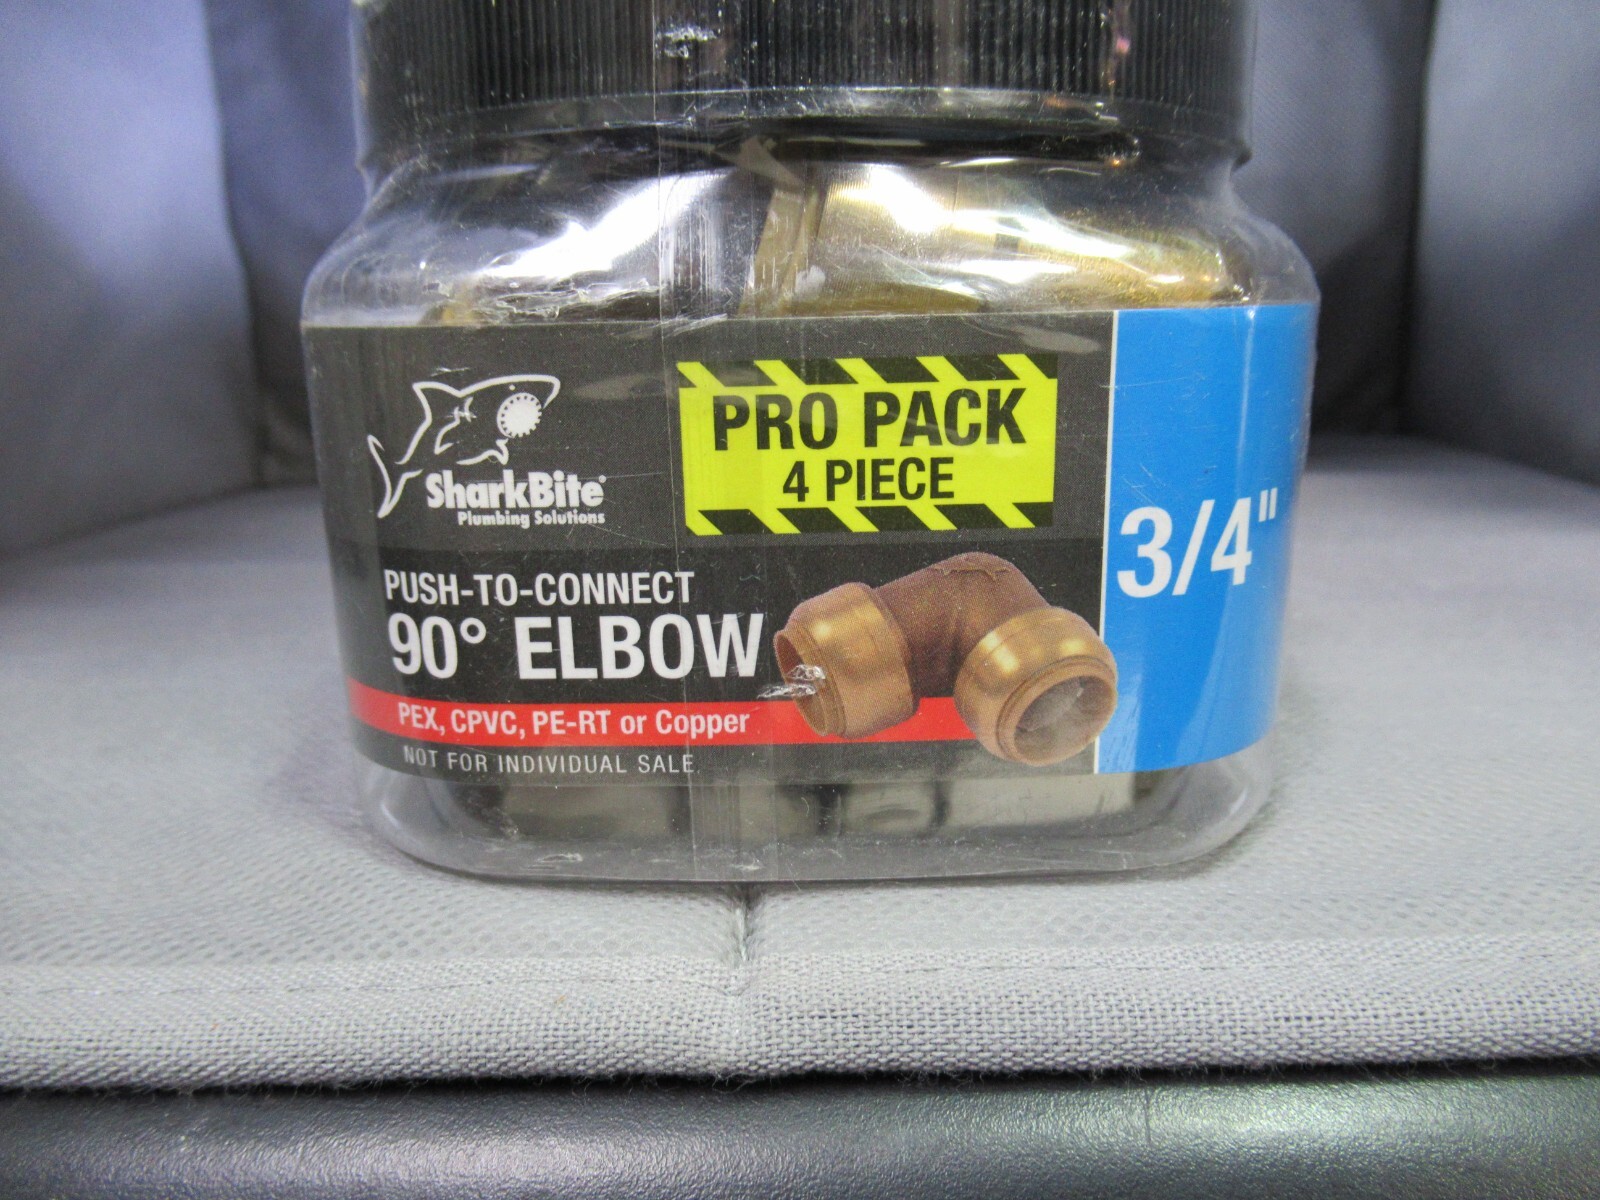 SharkBite®
Plumbing Solutions
PRO PACK
4 PIECE
3/4"
PUSH-TO-CONNECT
90° ELBOW
PEX, CPVC, PE-RT or Copper
NOT FOR INDIVIDUAL SALE